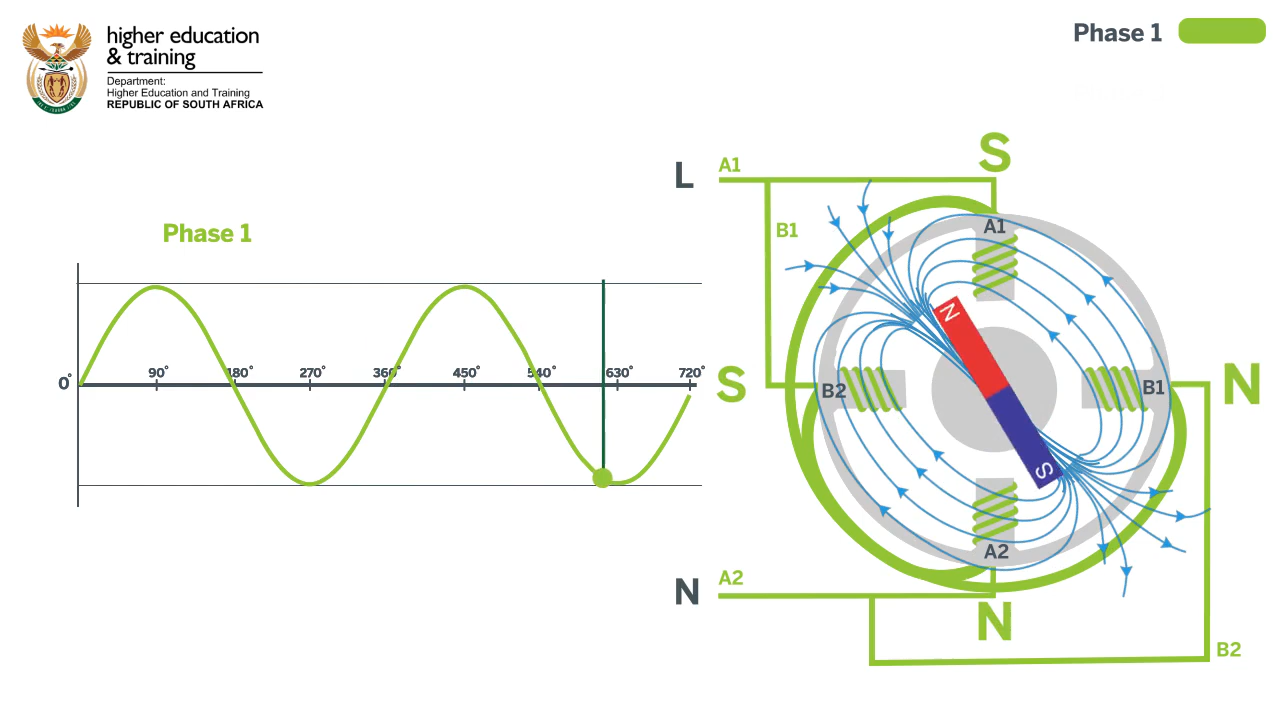 higher education
& training
Department:
Higher Education and Training
REPUBLIC OF SOUTH AFRICA
Phase 1
Phase 1
0°
90°
180°
270°
360°
450°
540°
630°
720°
L
A1
S
B1
A1
N
S
B2
B1
N
S
A2
N
A2
N
B2